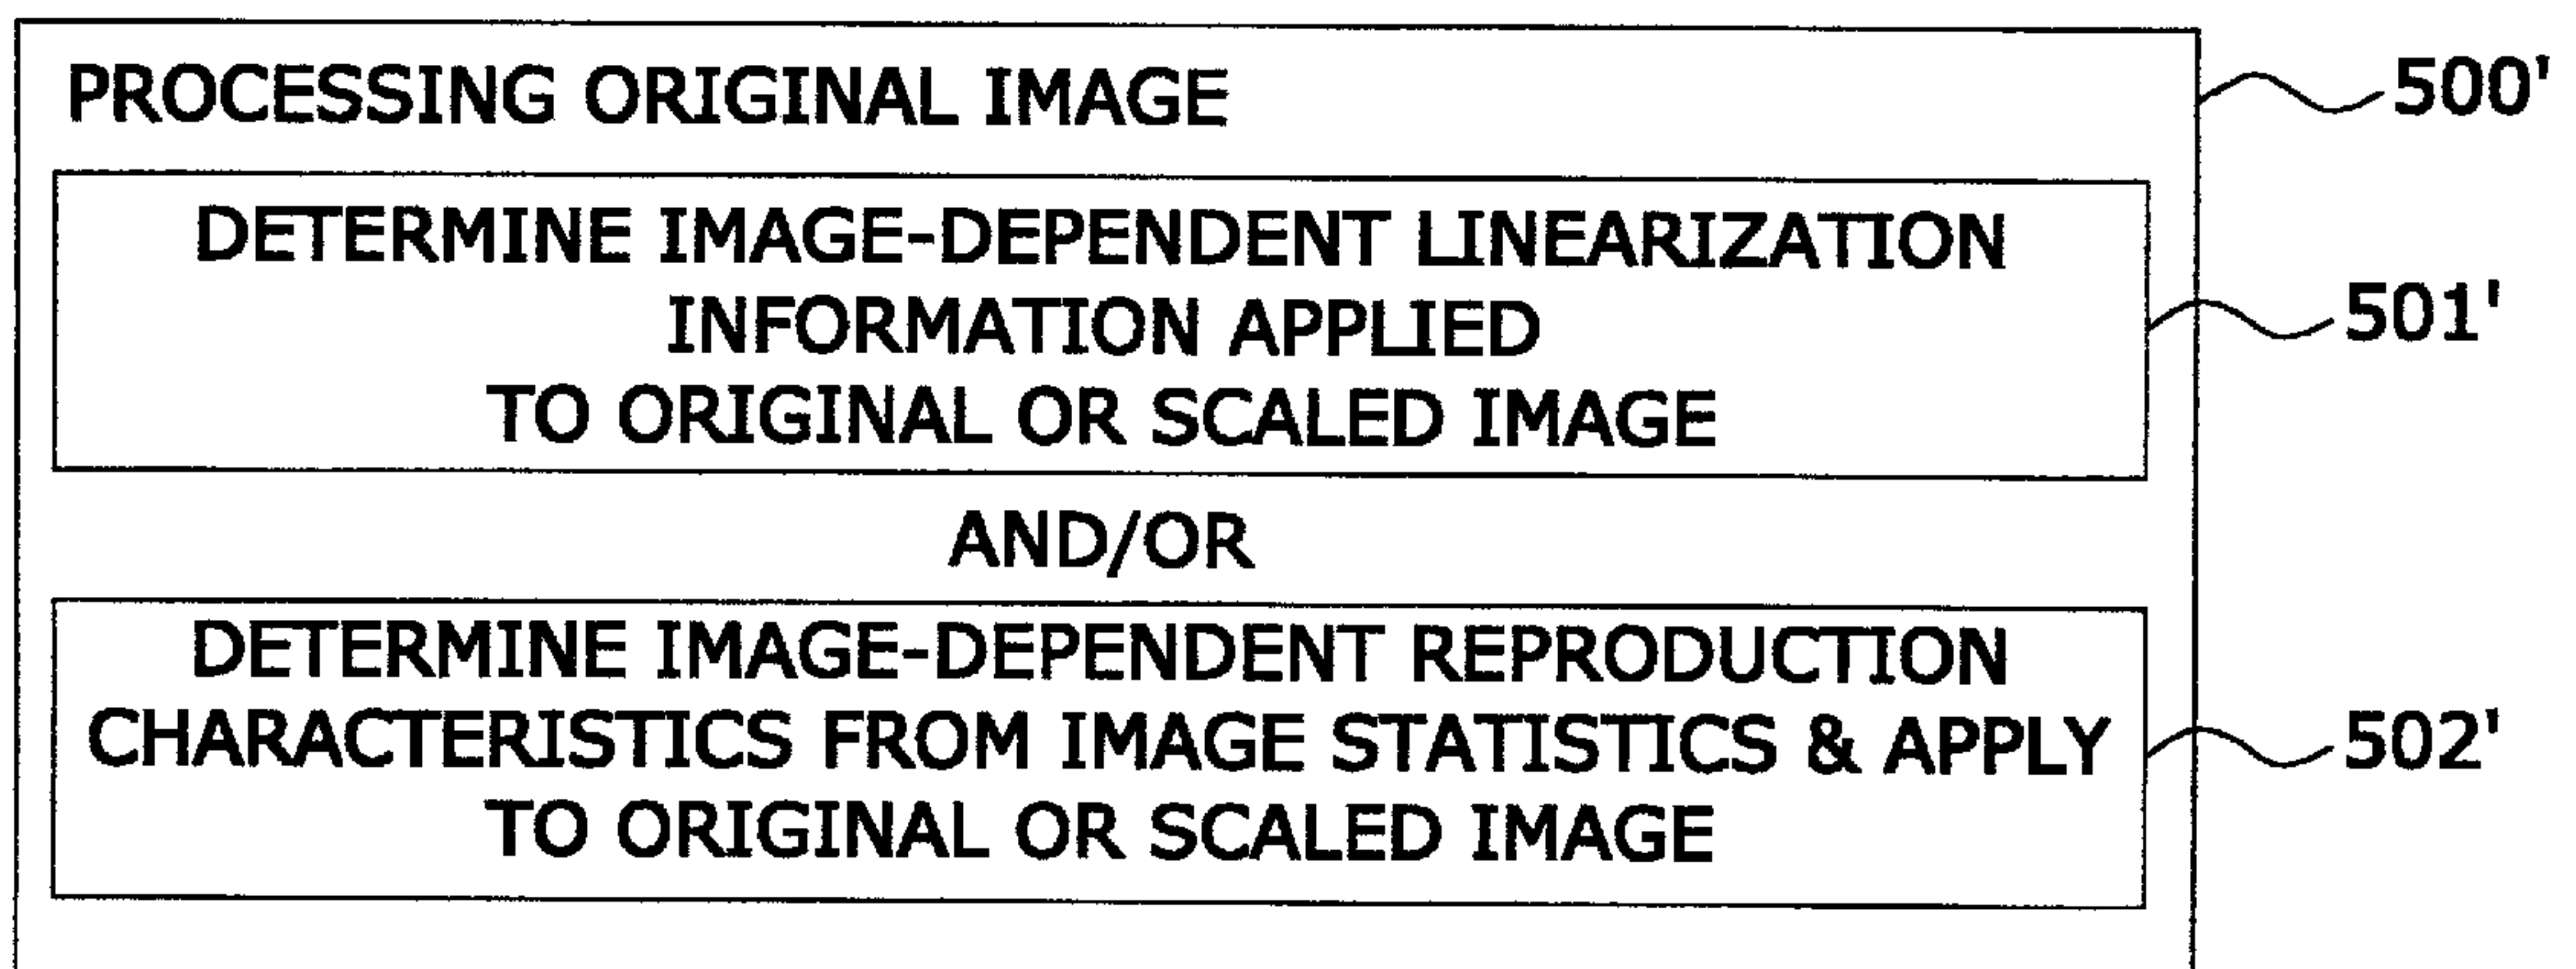 PROCESSING ORIGINAL IMAGE
500'
DETERMINE IMAGE-DEPENDENT LINEARIZATION
INFORMATION APPLIED
TO ORIGINAL OR SCALED IMAGE
501'
AND/OR
DETERMINE IMAGE-DEPENDENT REPRODUCTION
CHARACTERISTICS FROM IMAGE STATISTICS & APPLY
TO ORIGINAL OR SCALED IMAGE
502'